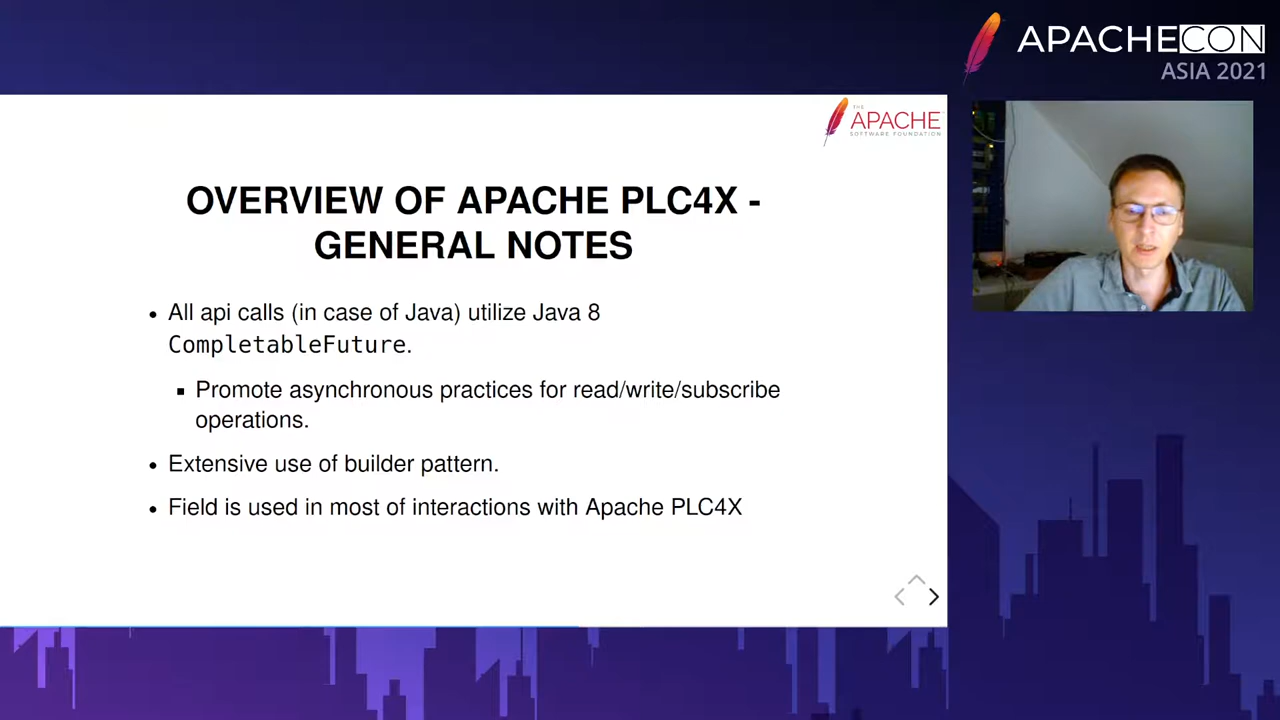 APACHECON
ASIA 2021
THE
APACHE
SOFTWARE FOUNDATION
OVERVIEW OF APACHE PLC4X -
GENERAL NOTES
• All api calls (in case of Java) utilize Java 8
CompletableFuture.
▪ Promote asynchronous practices for read/write/subscribe
operations.
• Extensive use of builder pattern.
• Field is used in most of interactions with Apache PLC4X